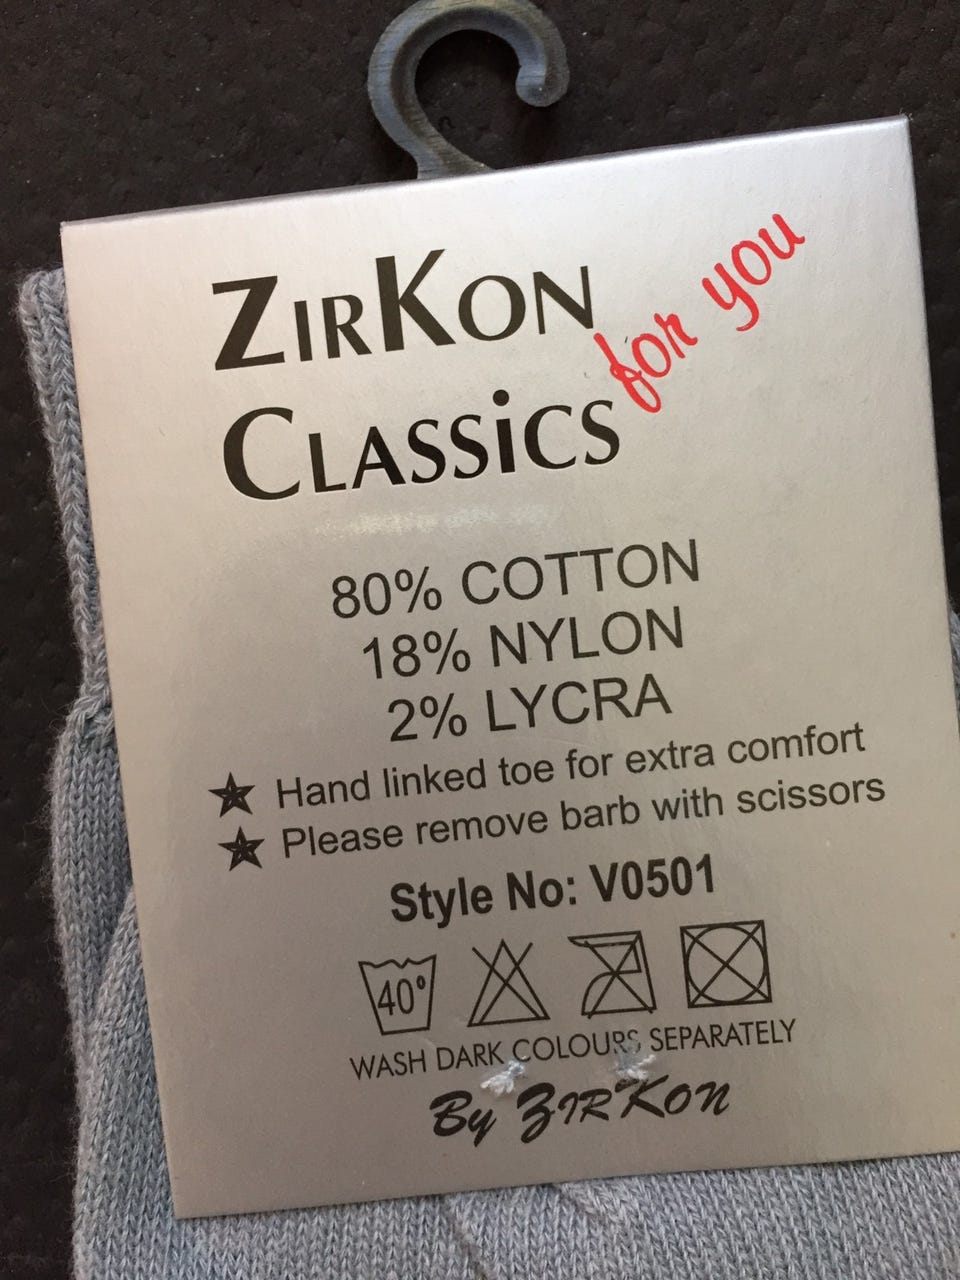 ZIRKON
for you
CLASSiCS
80% COTTON
18% NYLON
2% LYCRA
★ Hand linked toe for extra comfort
★ Please remove barb with scissors
Style No: V0501
40°
WASH DARK COLOURS SEPARATELY
By ZIRKON